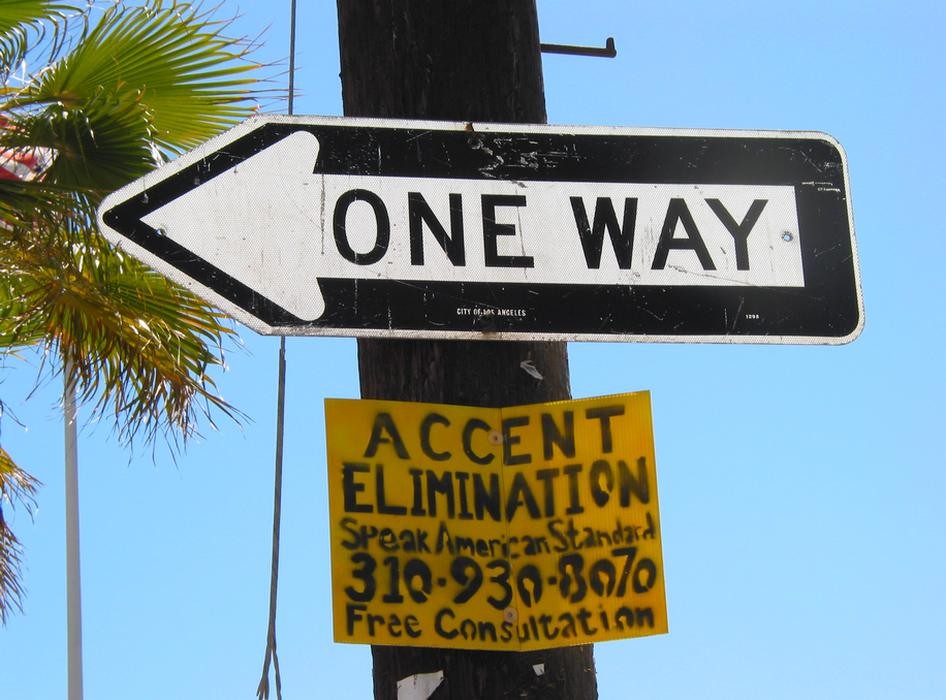 ONE WAY
CITY OF LOS ANGELES
ACCENT
ELIMINATION
Speak American Standard
310-930-8070
Free Consultation